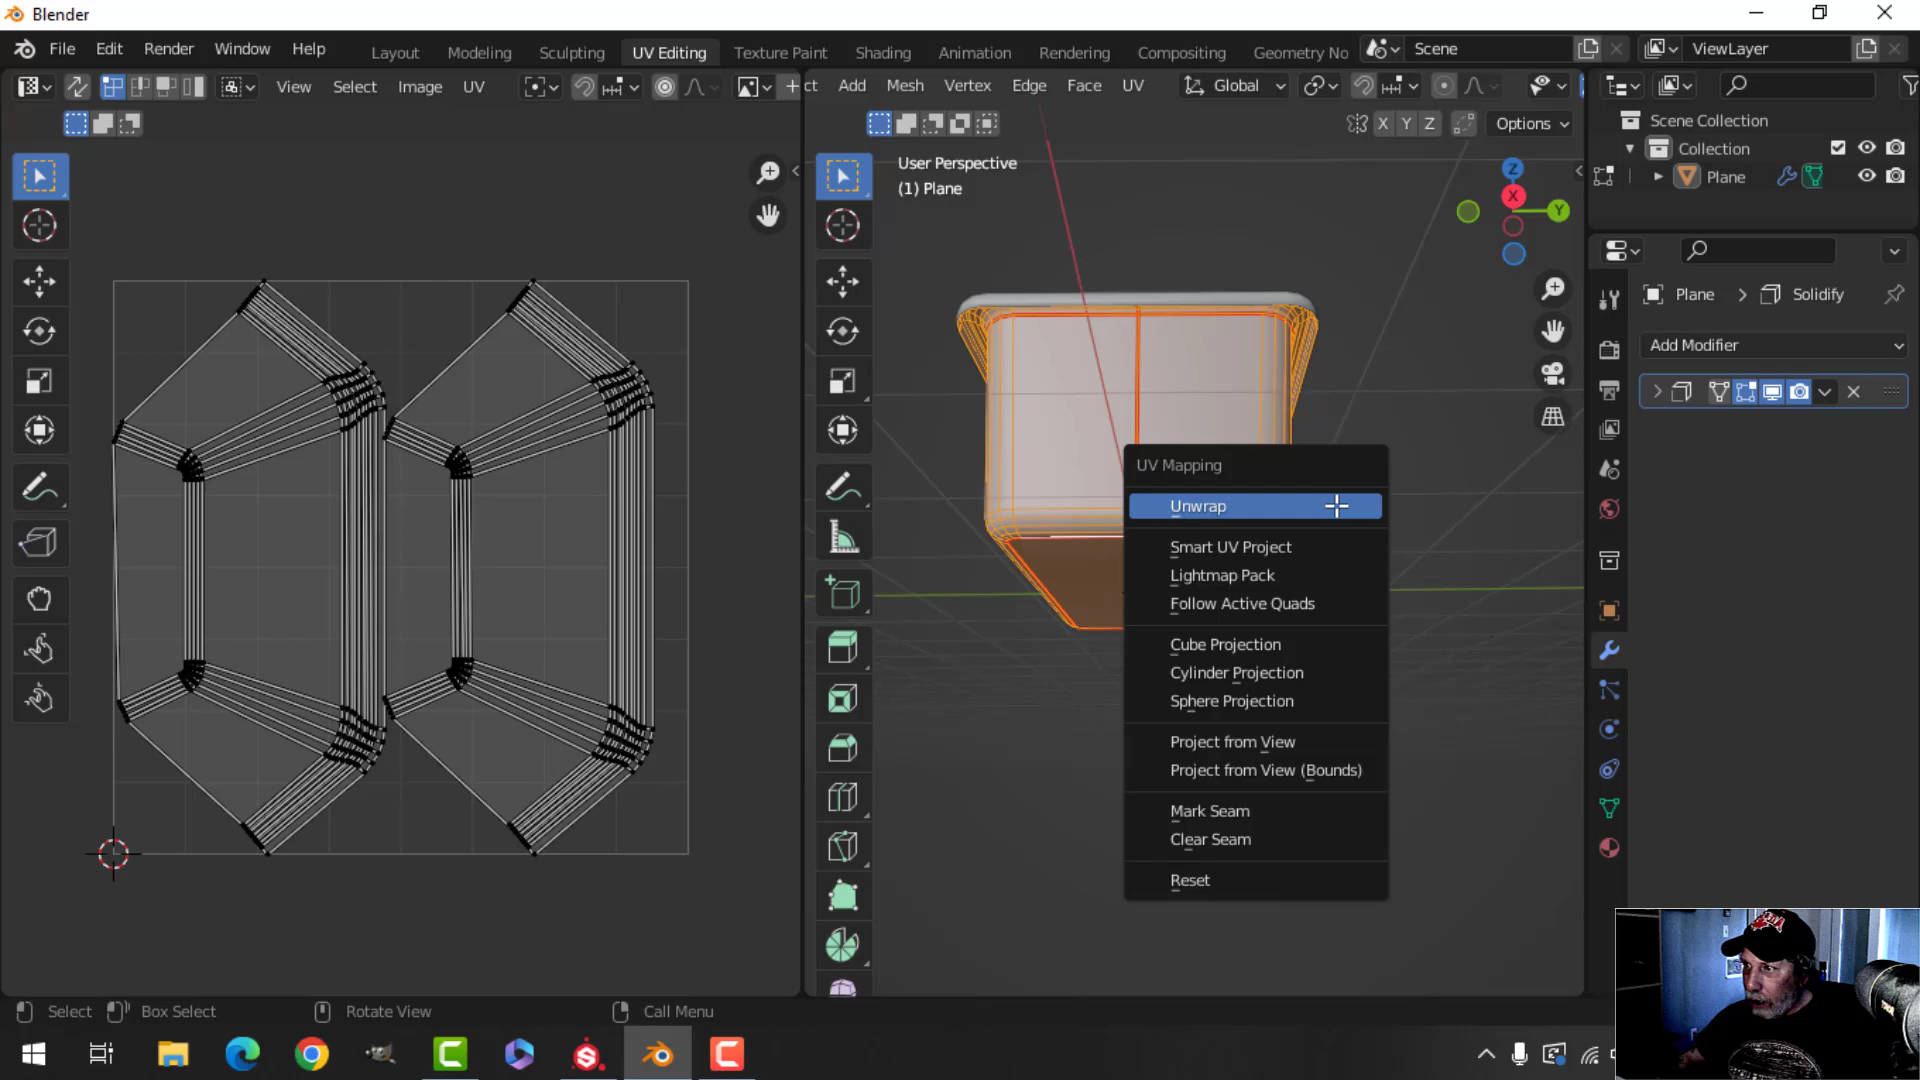 Blender
File Edit Render Window Help
Layout Modeling Sculpting UV Editing Texture Paint Shading Animation Rendering Compositing Geometry No
Scene
ViewLayer
View Select Image UV
ct Add Mesh Vertex Edge Face UV
Global
X Y Z
Options
User Perspective
(1) Plane
Z
X
Y
Scene Collection
Collection
Plane
Plane > Solidify
Add Modifier
UV Mapping
Unwrap
Smart UV Project
Lightmap Pack
Follow Active Quads
Cube Projection
Cylinder Projection
Sphere Projection
Project from View
Project from View (Bounds)
Mark Seam
Clear Seam
Reset
Select
Box Select
Rotate View
Call Menu